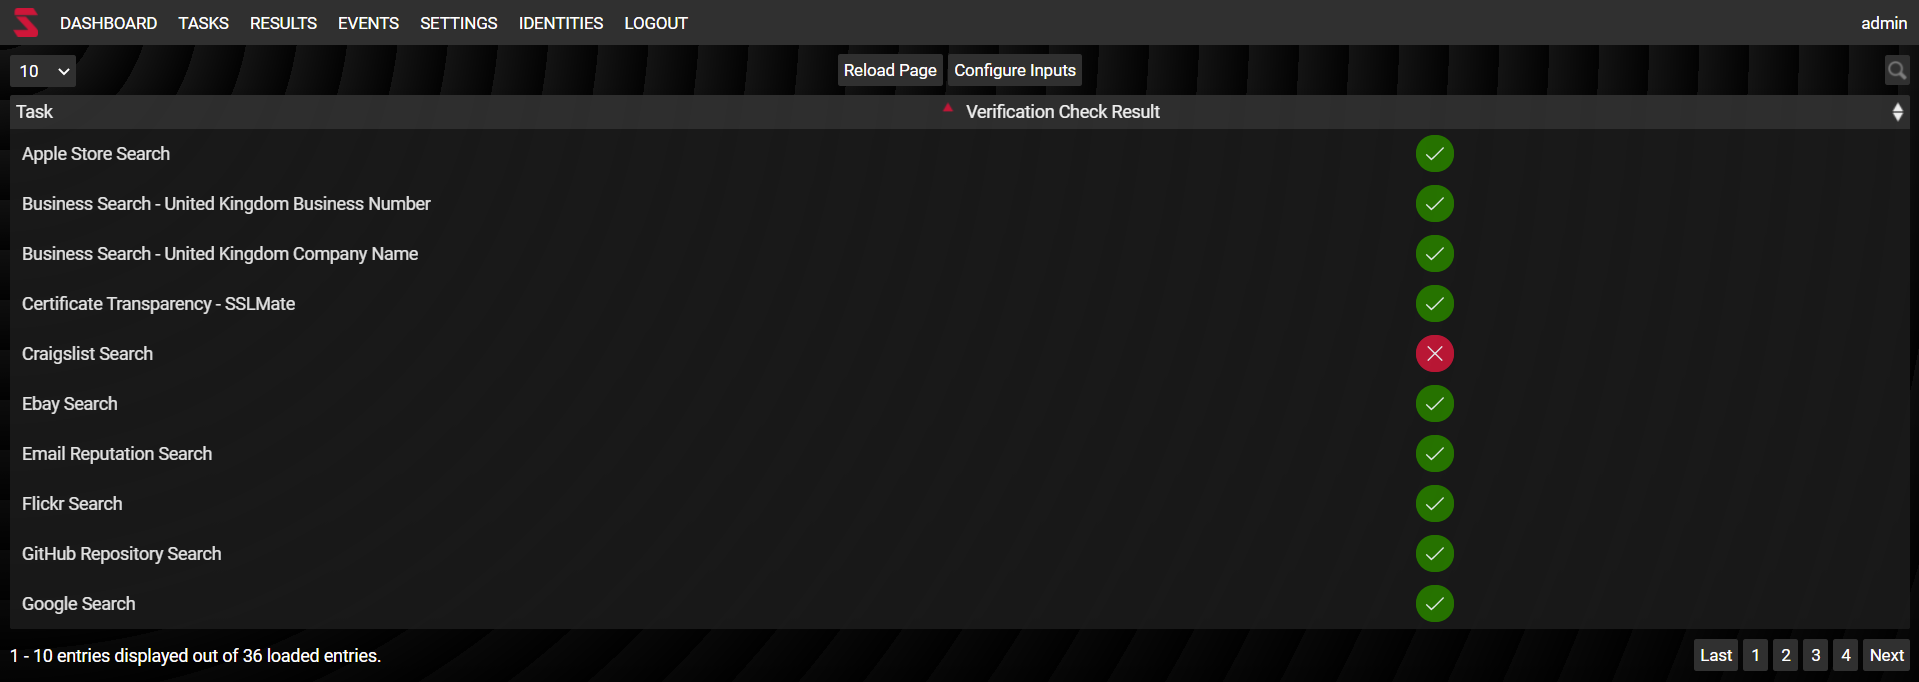 DASHBOARD TASKS RESULTS EVENTS SETTINGS IDENTITIES LOGOUT admin
10 Reload Page Configure Inputs
Task Verification Check Result
Apple Store Search
Business Search - United Kingdom Business Number
Business Search - United Kingdom Company Name
Certificate Transparency - SSLMate
Craigslist Search
Ebay Search
Email Reputation Search
Flickr Search
GitHub Repository Search
Google Search
1 - 10 entries displayed out of 36 loaded entries. Last 1 2 3 4 Next